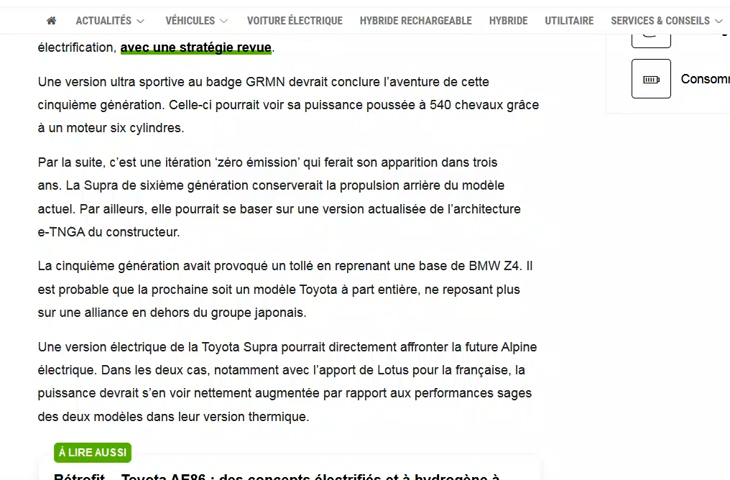 ACTUALITÉS VÉHICULES VOITURE ÉLECTRIQUE HYBRIDE RECHARGEABLE HYBRIDE UTILITAIRE SERVICES & CONSEILS
électrification, avec une stratégie revue.
Une version ultra sportive au badge GRMN devrait conclure l’aventure de cette
cinquième génération. Celle-ci pourrait voir sa puissance poussée à 540 chevaux grâce
à un moteur six cylindres.
Par la suite, c’est une itération ‘zéro émission’ qui ferait son apparition dans trois
ans. La Supra de sixième génération conserverait la propulsion arrière du modèle
actuel. Par ailleurs, elle pourrait se baser sur une version actualisée de l’architecture
e-TNGA du constructeur.
La cinquième génération avait provoqué un tollé en reprenant une base de BMW Z4. Il
est probable que la prochaine soit un modèle Toyota à part entière, ne reposant plus
sur une alliance en dehors du groupe japonais.
Une version électrique de la Toyota Supra pourrait directement affronter la future Alpine
électrique. Dans les deux cas, notamment avec l’apport de Lotus pour la française, la
puissance devrait s’en voir nettement augmentée par rapport aux performances sages
des deux modèles dans leur version thermique.
À LIRE AUSSI
Rétrofit – Toyota AE86 : des concepts électrifiés et à hydrogène à
Consom